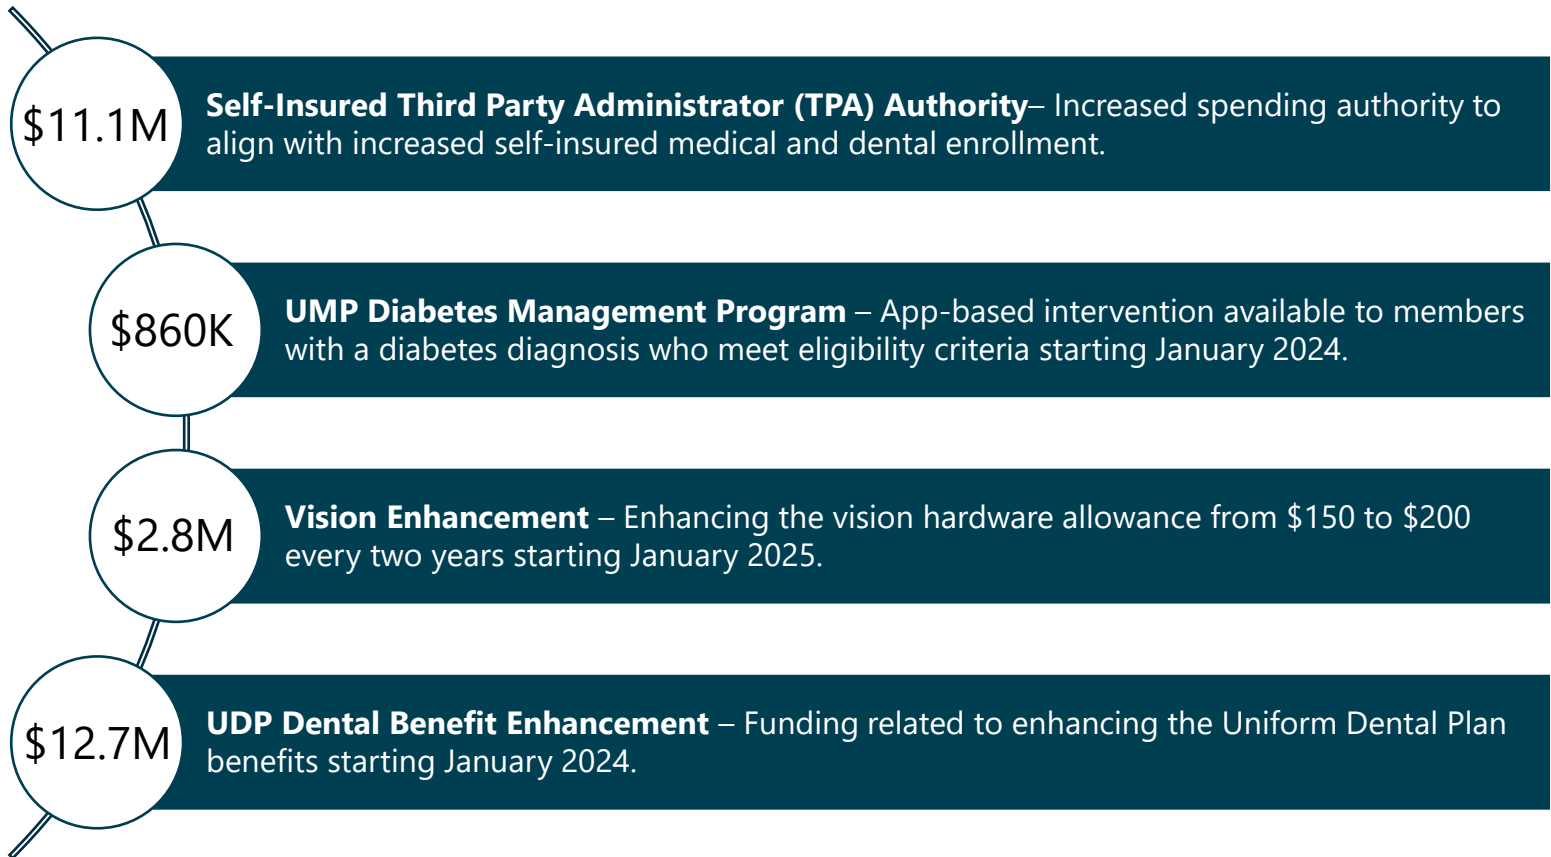 $11.1M
Self-Insured Third Party Administrator (TPA) Authority– Increased spending authority to
align with increased self-insured medical and dental enrollment.
$860K
UMP Diabetes Management Program – App-based intervention available to members
with a diabetes diagnosis who meet eligibility criteria starting January 2024.
$2.8M
Vision Enhancement – Enhancing the vision hardware allowance from $150 to $200
every two years starting January 2025.
$12.7M
UDP Dental Benefit Enhancement – Funding related to enhancing the Uniform Dental Plan
benefits starting January 2024.